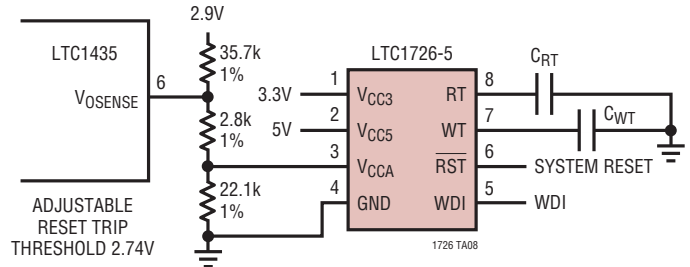 2.9V
LTC1435
35.7k
1%
6
VOSENSE
2.8k
1%
22.1k
1%
ADJUSTABLE
RESET TRIP
THRESHOLD 2.74V
LTC1726-5
3.3V
1
VCC3
5V
2
VCC5
3
VCCA
4
GND
RT
8
CRT
WT
7
CWT
RST
6
SYSTEM RESET
WDI
5
WDI
1726 TA08